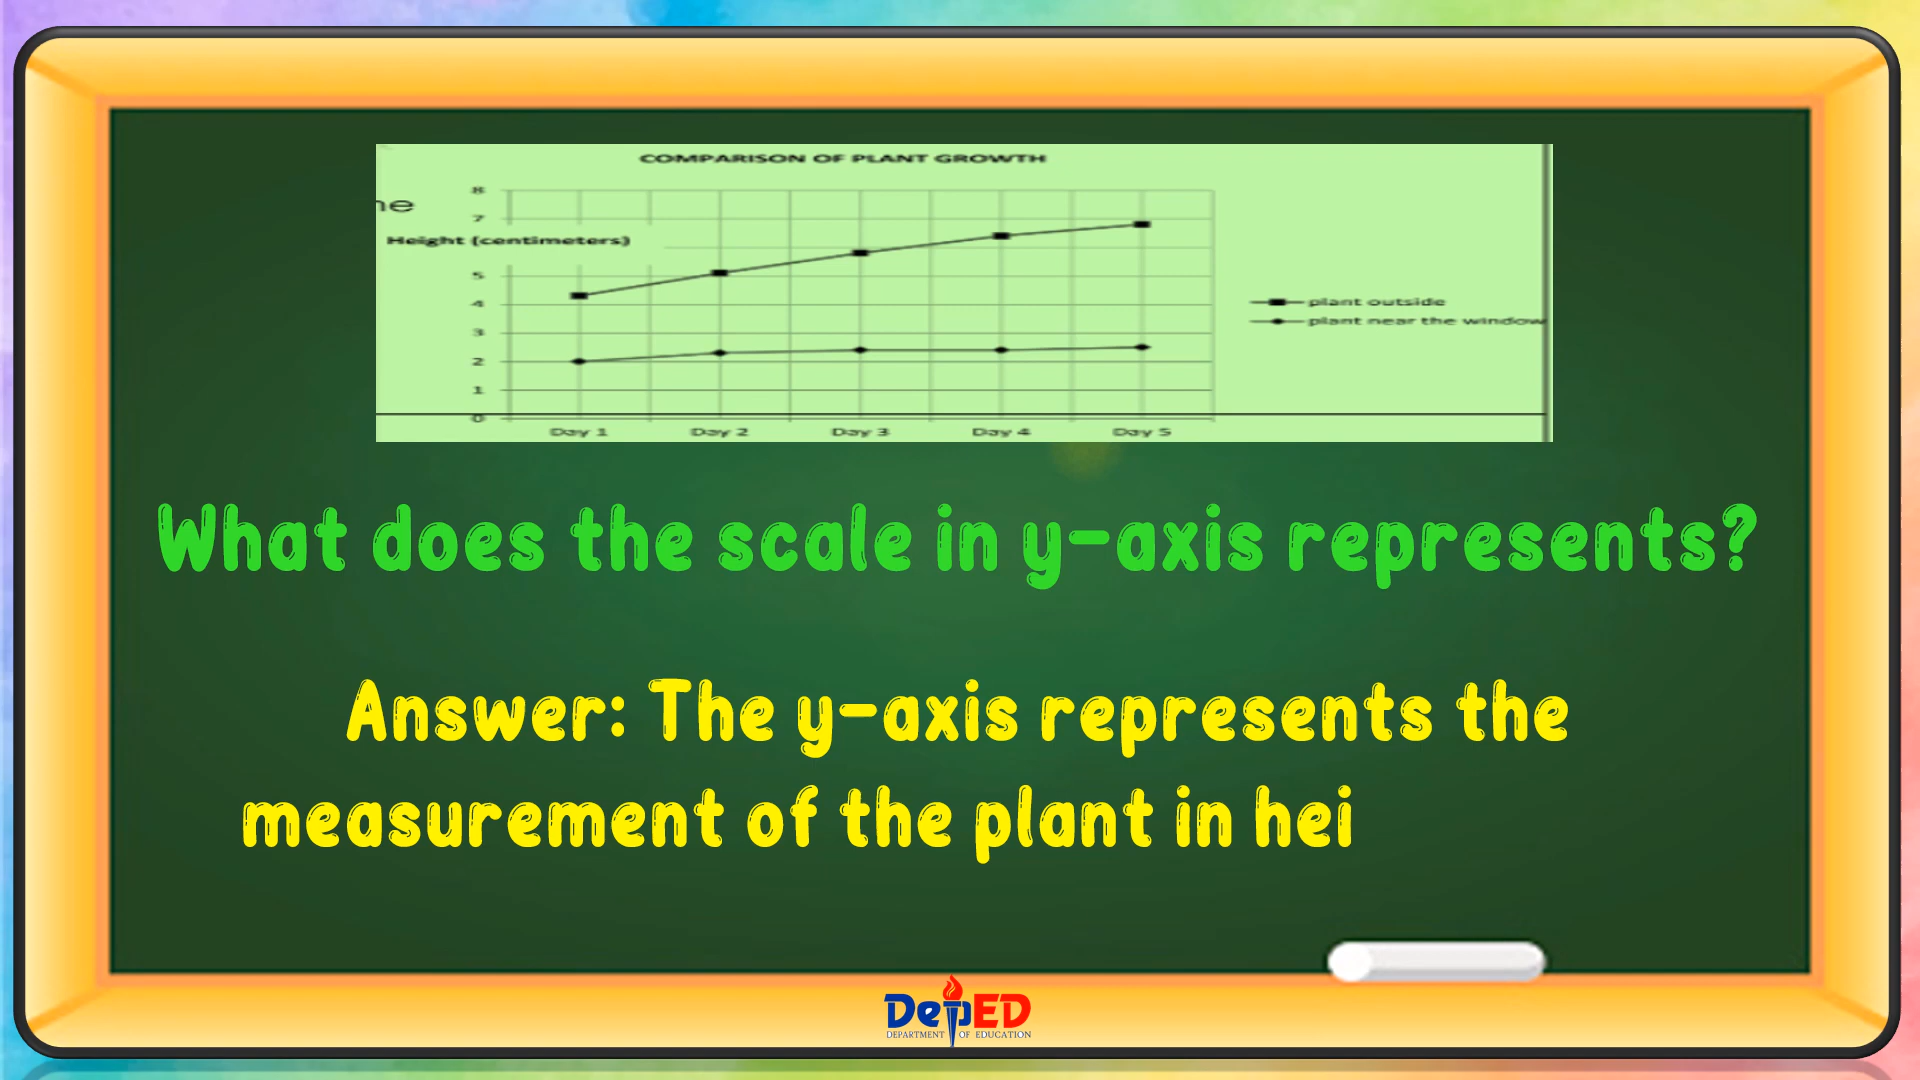 COMPARISON OF PLANT GROWTH
8
he
7
Height (centimeters)
5
4
plant outside
3
plant near the window
2
1
0
Day 1 Day 2 Day 3 Day 4 Day 5
What does the scale in y-axis represents?
Answer: The y-axis represents the
measurement of the plant in hei
DepED
DEPARTMENT OF EDUCATION